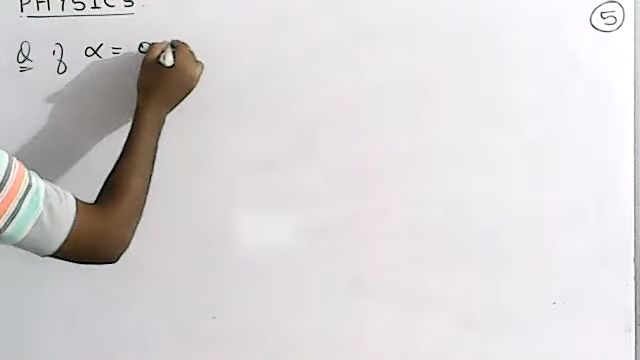 PHYSICS
5
Q if α =